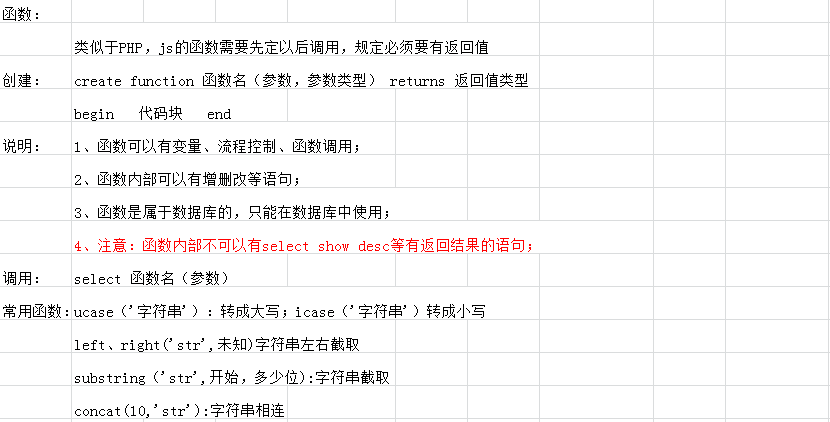 函数：
类似于PHP，js的函数需要先定以后调用，规定必须要有返回值
创建： create function 函数名（参数，参数类型） returns 返回值类型
begin 代码块 end
说明： 1、函数可以有变量、流程控制、函数调用；
2、函数内部可以有增删改等语句；
3、函数是属于数据库的，只能在数据库中使用；
4、注意：函数内部不可以有select show desc等有返回结果的语句；
调用： select 函数名（参数）
常用函数：ucase（'字符串'）：转成大写；icase（'字符串'）转成小写
left、right('str',未知)字符串左右截取
substring（'str',开始，多少位):字符串截取
concat(10,'str'):字符串相连